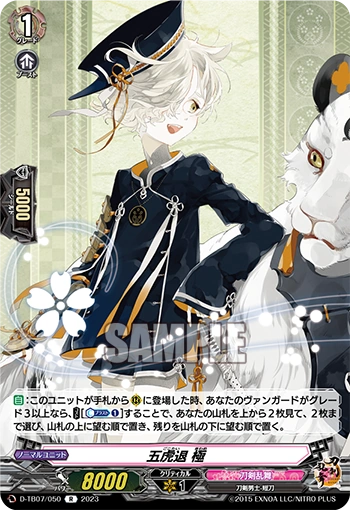 1
グレード
ブースト
5000
シールド
SAMPLE
自:このユニットが手札からRに登場した時、あなたのヴァンガードがグレード
3以上なら、【ブラスト1】することで、あなたの山札を上から2枚見て、2枚まで
選び、山札の上に望む順で置き、残りを山札の下に望む順で置く。
ノーマルユニット
五虎退 極
パワー 8000
クリティカル
1
刀剣乱舞
刀剣男士・短刀
D-TB07/050 R 2023
©2015 EXNOA LLC/NITRO PLUS